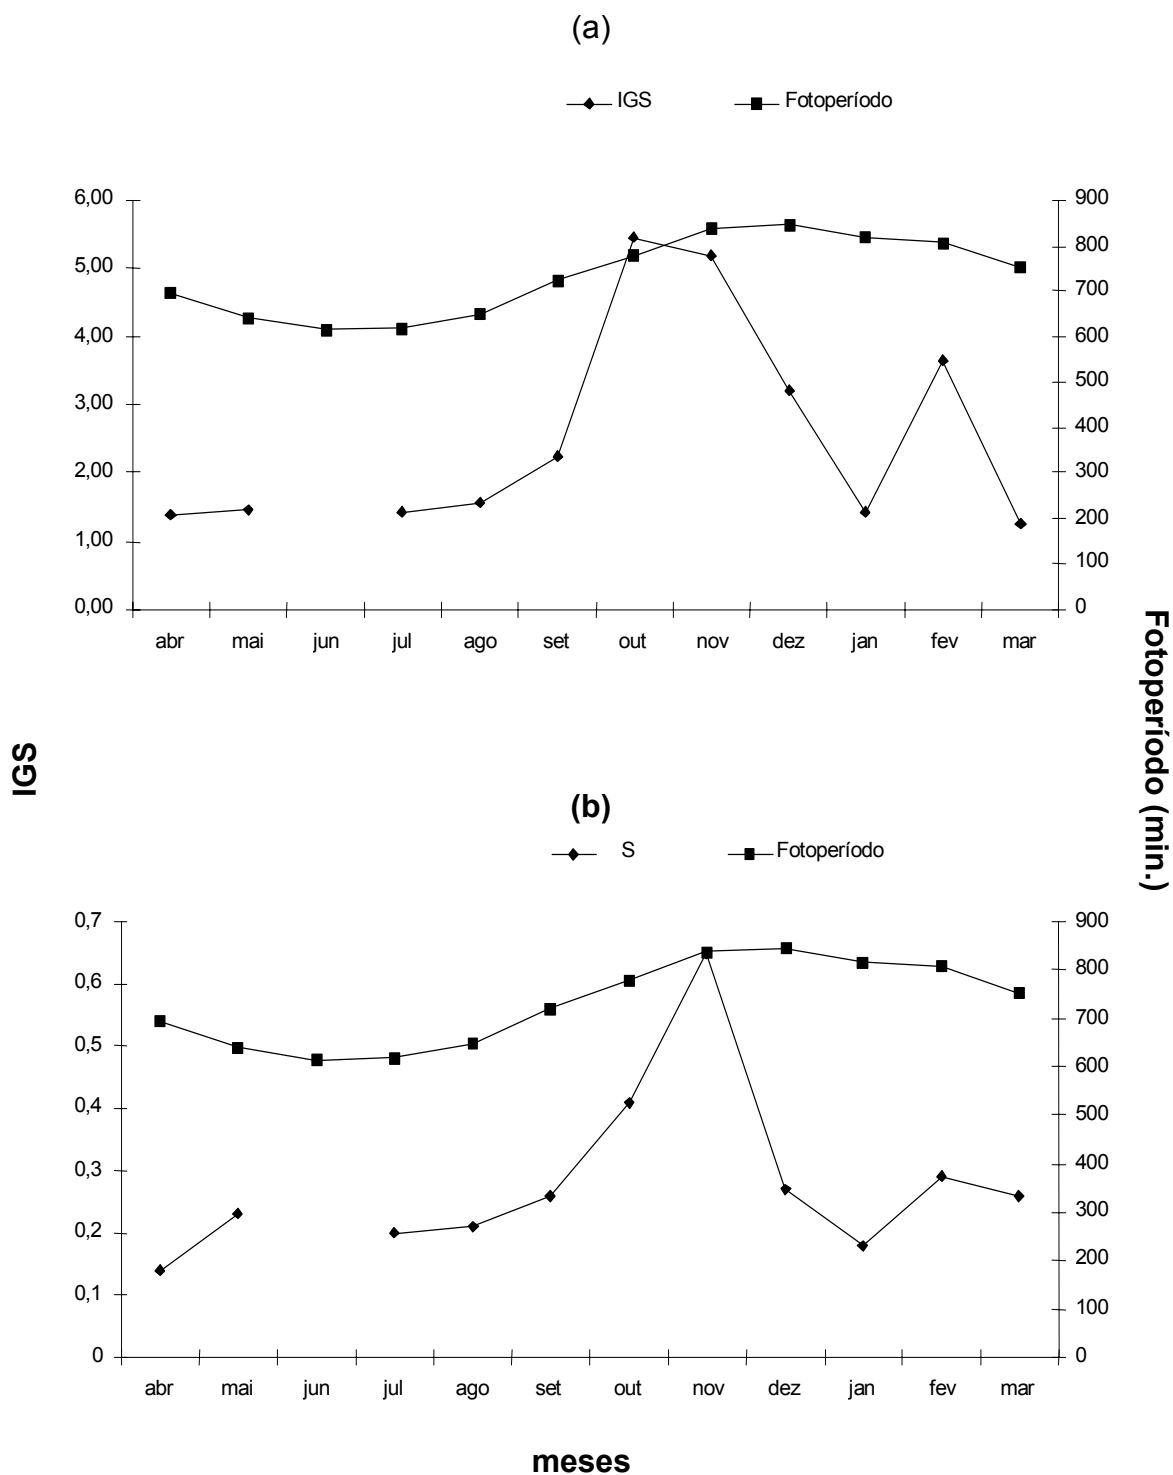 (a)
IGS Fotoperíodo
6,00 900
5,00 800
4,00 700
3,00 600
2,00 500
1,00 400
0,00 300
200
100
0
abr mai jun jul ago set out nov dez jan fev mar
IGS
Fotoperíodo (min.)
(b)
S Fotoperíodo
0,7 900
0,6 800
0,5 700
0,4 600
0,3 500
0,2 400
0,1 300
0 200
100
0
abr mai jun jul ago set out nov dez jan fev mar
meses